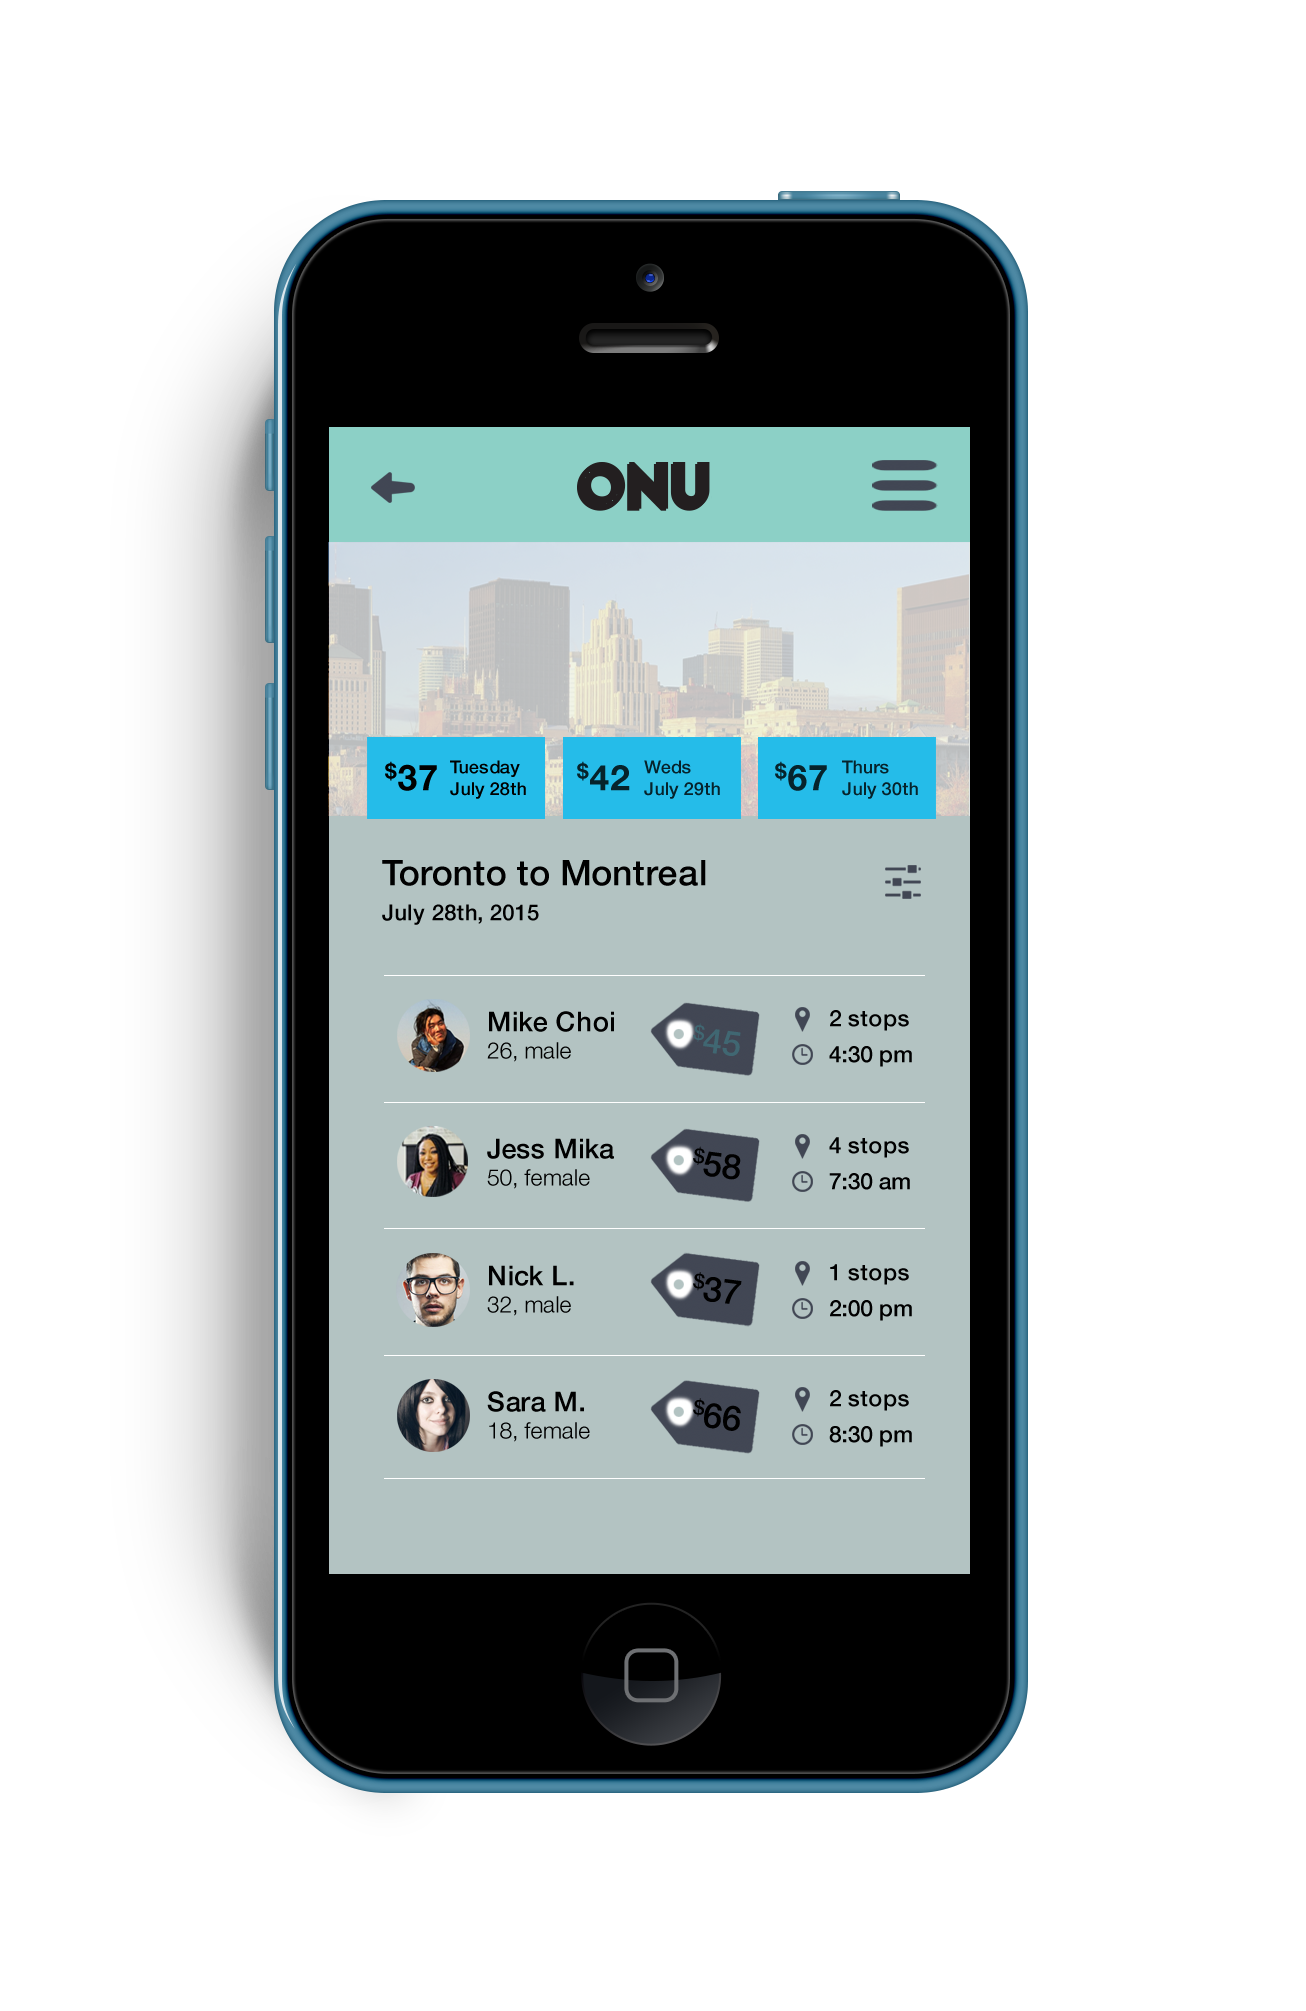 ONU
$37 Tuesday
July 28th
$42 Weds
July 29th
$67 Thurs
July 30th
Toronto to Montreal
July 28th, 2015
Mike Choi
26, male
$45
2 stops
4:30 pm
Jess Mika
50, female
$58
4 stops
7:30 am
Nick L.
32, male
$37
1 stops
2:00 pm
Sara M.
18, female
$66
2 stops
8:30 pm